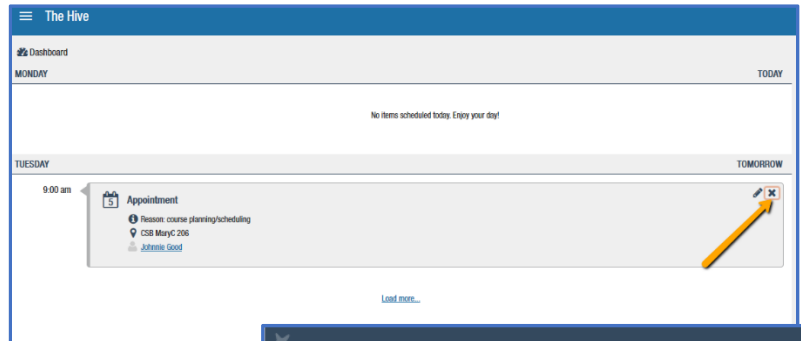 The Hive
Dashboard
MONDAY TODAY
No items scheduled today. Enjoy your day!
TUESDAY TOMORROW
9:00 am
5 Appointment
Reason: course planning/scheduling
CSB MaryC 206
Johnnie Good
Load more...